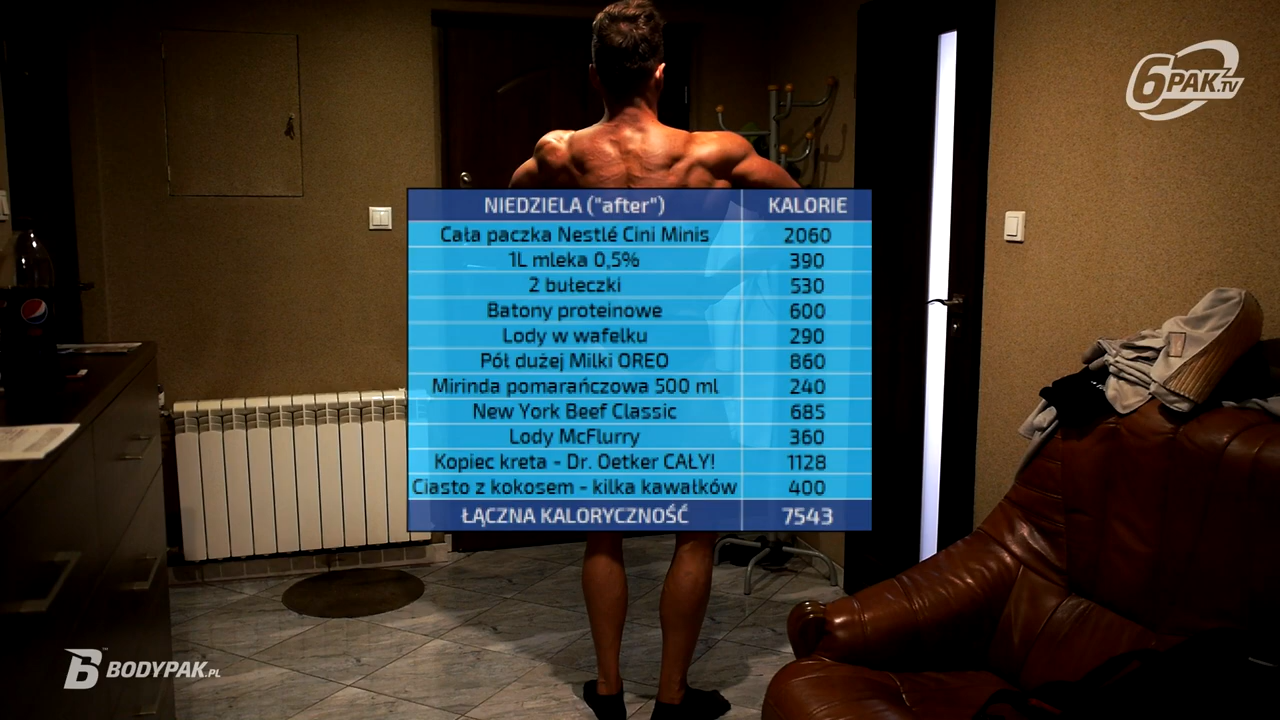 6PAK.TV
NIEDZIELA ("after") KALORIE
Cała paczka Nestlé Cini Minis 2060
1L mleka 0,5% 390
2 bułeczki 530
Batony proteinowe 600
Lody w wafelku 290
Pół dużej Milki OREO 860
Mirinda pomarańczowa 500 ml 240
New York Beef Classic 685
Lody McFlurry 360
Kopiec kreta - Dr. Oetker CAŁY! 1128
Ciasto z kokosem - kilka kawałków 400
ŁĄCZNA KALORYCZNOŚĆ 7543
B BODYPAK.PL